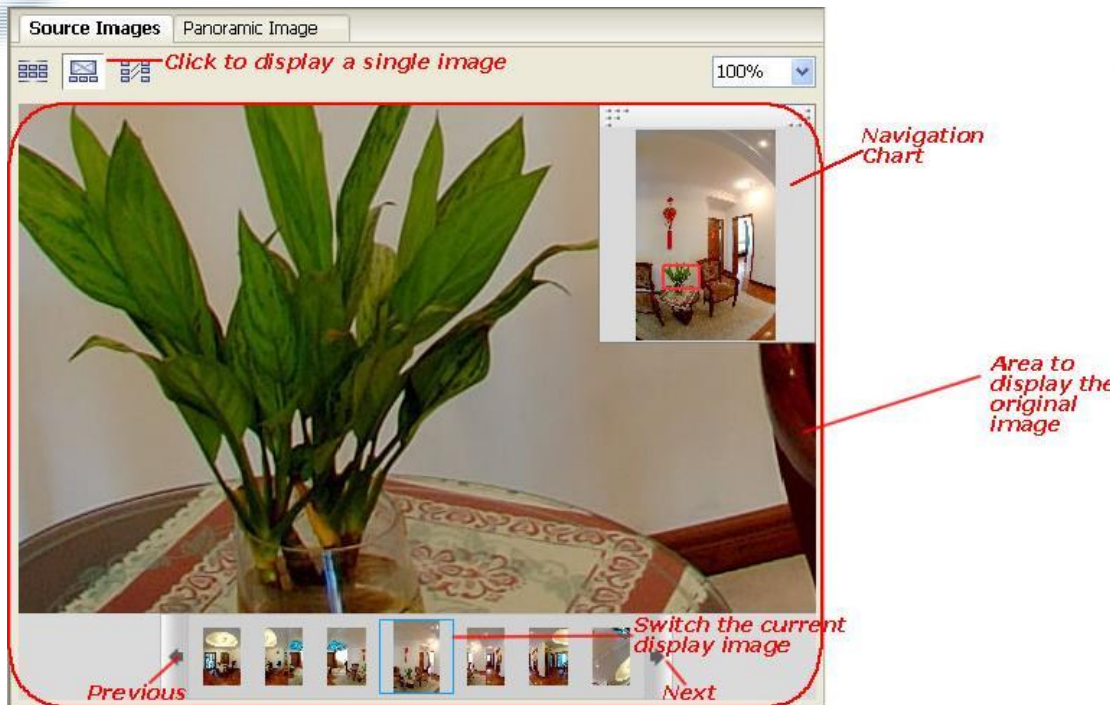 Source Images Panoramic Image
Click to display a single image
100%
Navigation
Chart
Area to
display the
original
image
Switch the current
display image
Previous
Next